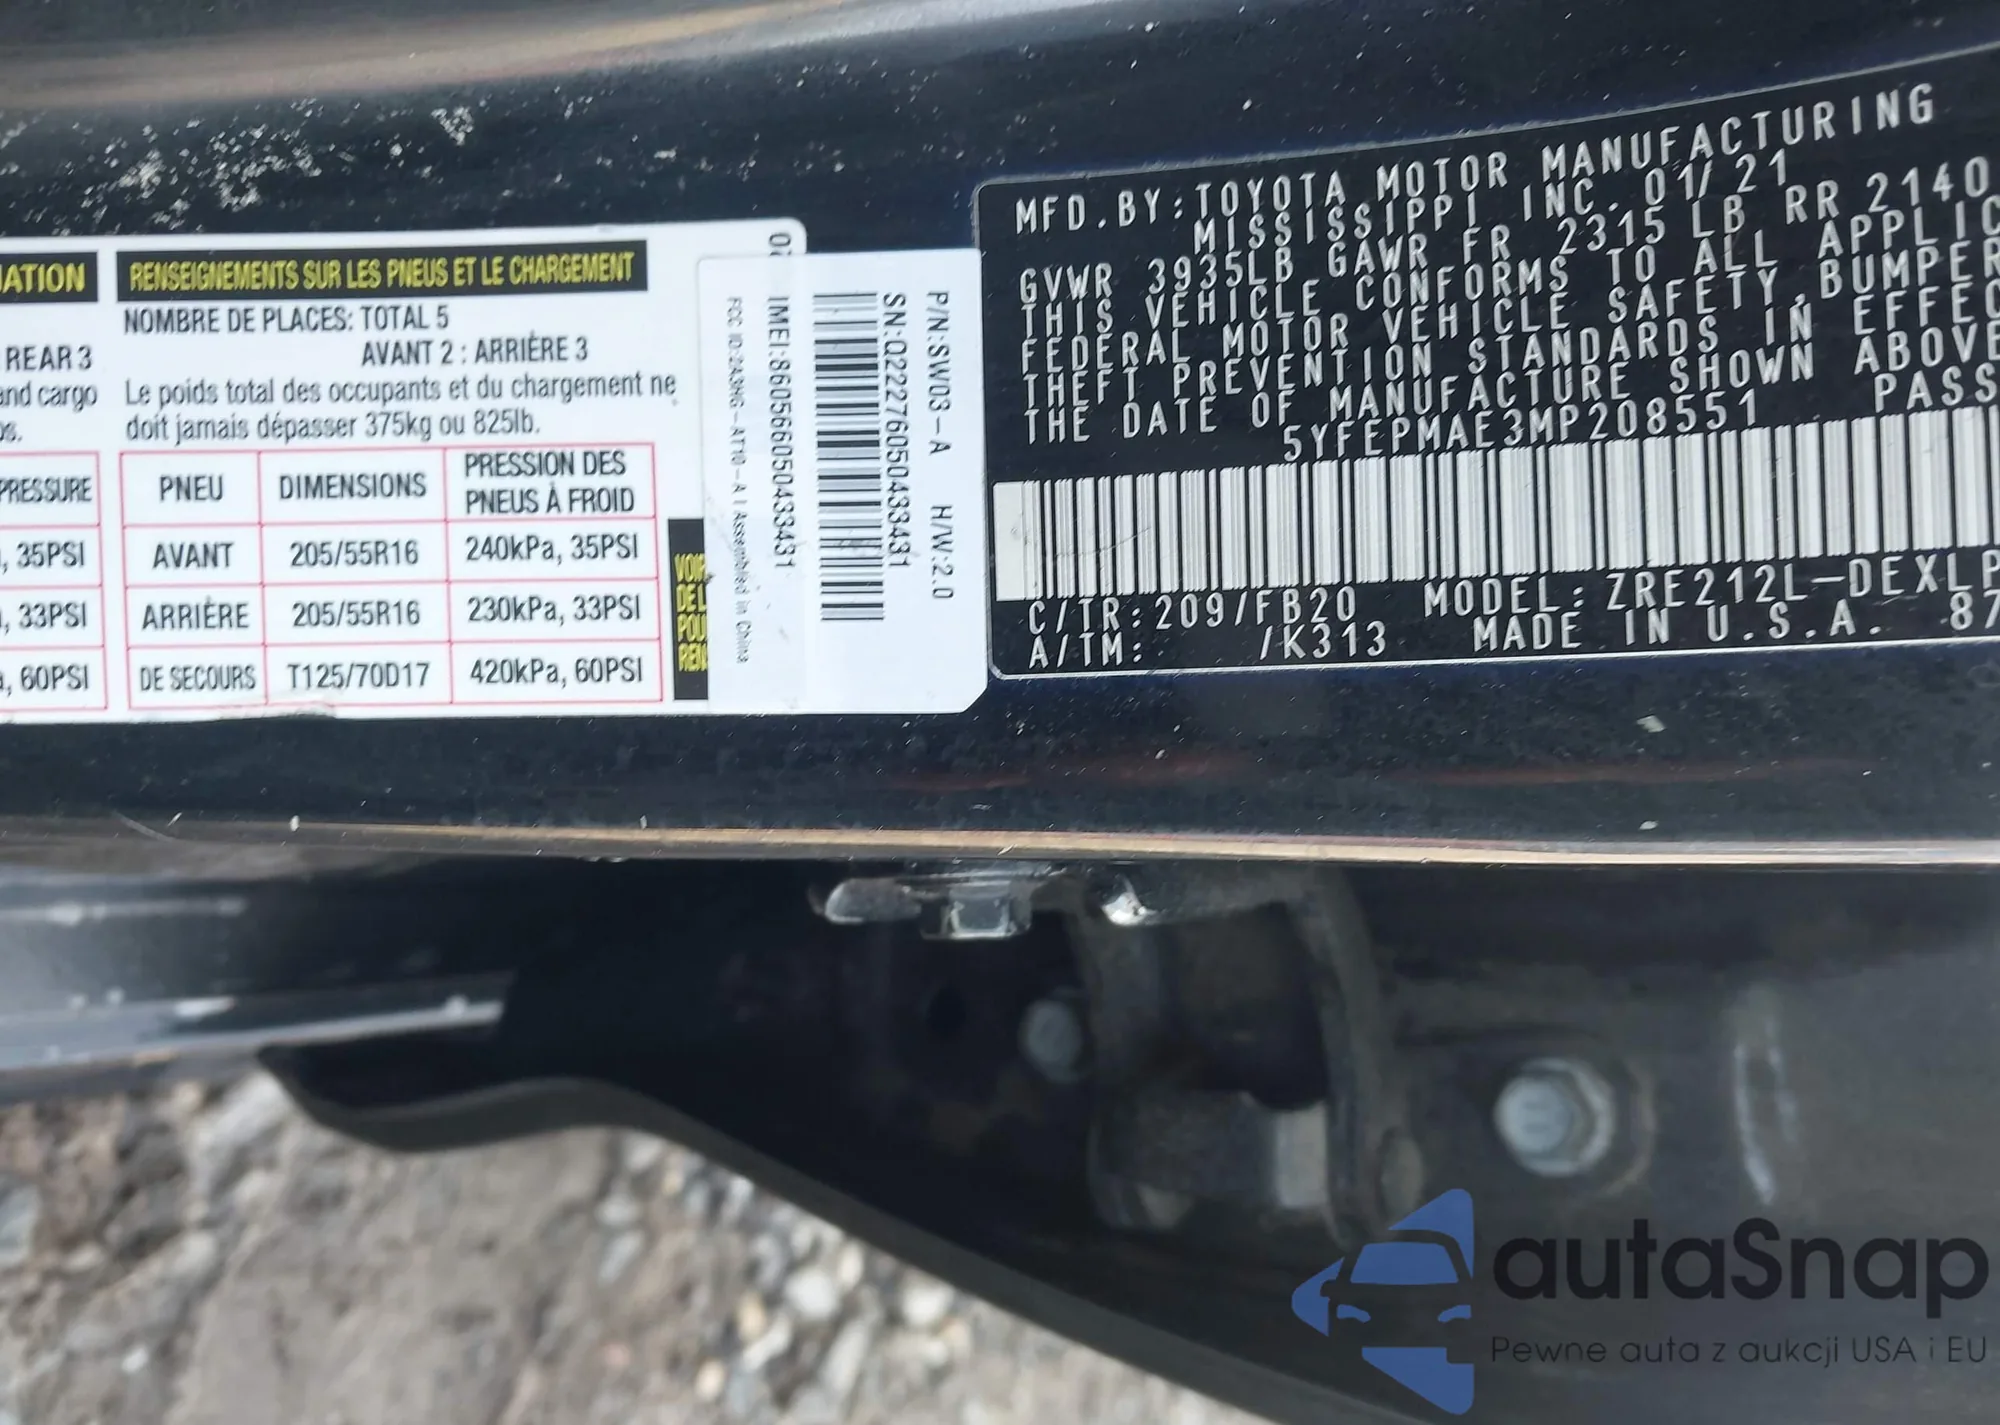 ATION
REAR 3
and cargo
, 35PSI
, 33PSI
, 60PSI
PRESSURE
RENSEIGNEMENTS SUR LES PNEUS ET LE CHARGEMENT
NOMBRE DE PLACES: TOTAL 5
AVANT 2 : ARRIÈRE 3
Le poids total des occupants et du chargement ne
doit jamais dépasser 375kg ou 825lb.
PNEU DIMENSIONS PRESSION DES
PNEUS À FROID
AVANT 205/55R16 240kPa, 35PSI
ARRIÈRE 205/55R16 230kPa, 33PSI
DE SECOURS T125/70D17 420kPa, 60PSI
P/N:SW03-A H/W:2.0
SN:Q22276050433431
IMEI:860566050433431
FCC ID:2A3HG-AT10-A | Assembled in China
MFD.BY:TOYOTA MOTOR MANUFACTURING
MISSISSIPPI INC. 01/21
GVWR 3935LB GAWR FR 2315 LB RR 2140
THIS VEHICLE CONFORMS TO ALL APPLIC
FEDERAL MOTOR VEHICLE SAFETY,BUMPER
THEFT PREVENTION STANDARDS IN EFFEC
THE DATE OF MANUFACTURE SHOWN ABOVE
5YFEPMAE3MP208551 PASS
C/TR:209/FB20 MODEL:ZRE212L-DEXLP
A/TM: /K313 MADE IN U.S.A. 87
autaSnap
Pewne auta z aukcji USA i EU